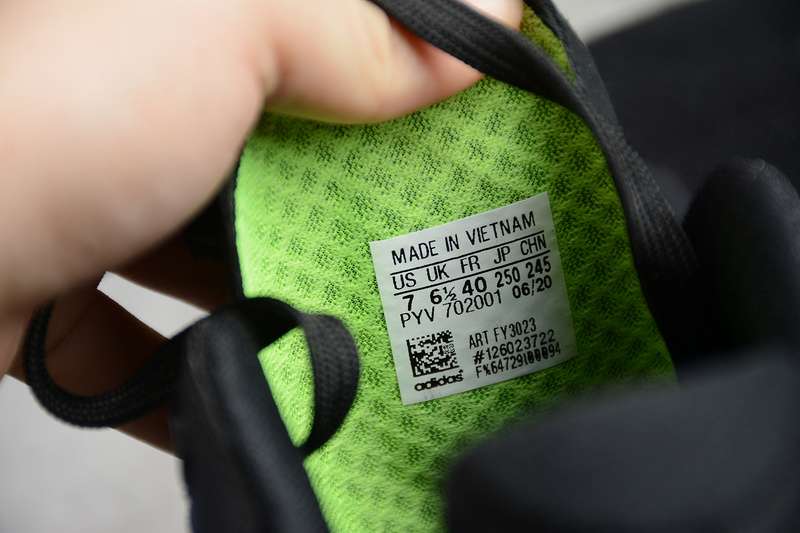 MADE IN VIETNAM
US UK FR JP CHN
7 6½ 40 250 245
PYV 702001 06/20
ART FY3023
#126023722
F%64729100094
adidas